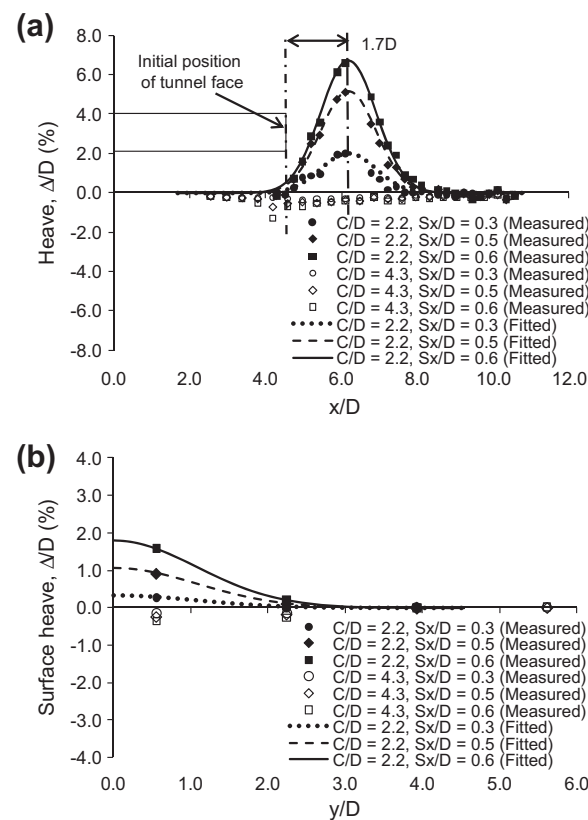 (a)
1.7D
Initial position
of tunnel face
8.0
6.0
4.0
2.0
0.0
-2.0
-4.0
-6.0
-8.0
Heave, Δ/D (%)
C/D = 2.2, Sx/D = 0.3 (Measured)
C/D = 2.2, Sx/D = 0.5 (Measured)
C/D = 2.2, Sx/D = 0.6 (Measured)
C/D = 4.3, Sx/D = 0.3 (Measured)
C/D = 4.3, Sx/D = 0.5 (Measured)
C/D = 4.3, Sx/D = 0.6 (Measured)
C/D = 2.2, Sx/D = 0.3 (Fitted)
C/D = 2.2, Sx/D = 0.5 (Fitted)
C/D = 2.2, Sx/D = 0.6 (Fitted)
0.0 2.0 4.0 6.0 8.0 10.0 12.0
x/D
(b)
4.0
3.0
2.0
1.0
0.0
-1.0
-2.0
-3.0
-4.0
Surface heave, Δ/D (%)
C/D = 2.2, Sx/D = 0.3 (Measured)
C/D = 2.2, Sx/D = 0.5 (Measured)
C/D = 2.2, Sx/D = 0.6 (Measured)
C/D = 4.3, Sx/D = 0.3 (Measured)
C/D = 4.3, Sx/D = 0.5 (Measured)
C/D = 4.3, Sx/D = 0.6 (Measured)
C/D = 2.2, Sx/D = 0.3 (Fitted)
C/D = 2.2, Sx/D = 0.5 (Fitted)
C/D = 2.2, Sx/D = 0.6 (Fitted)
0.0 1.0 2.0 3.0 4.0 5.0 6.0
y/D